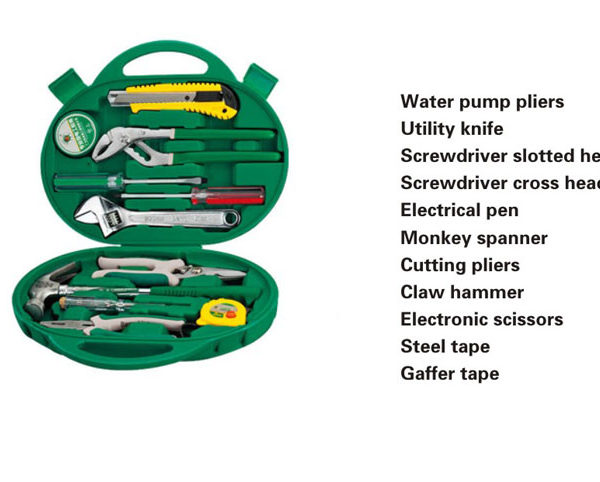 Water pump pliers
Utility knife
Screwdriver slotted he
Screwdriver cross head
Electrical pen
Monkey spanner
Cutting pliers
Claw hammer
Electronic scissors
Steel tape
Gaffer tape